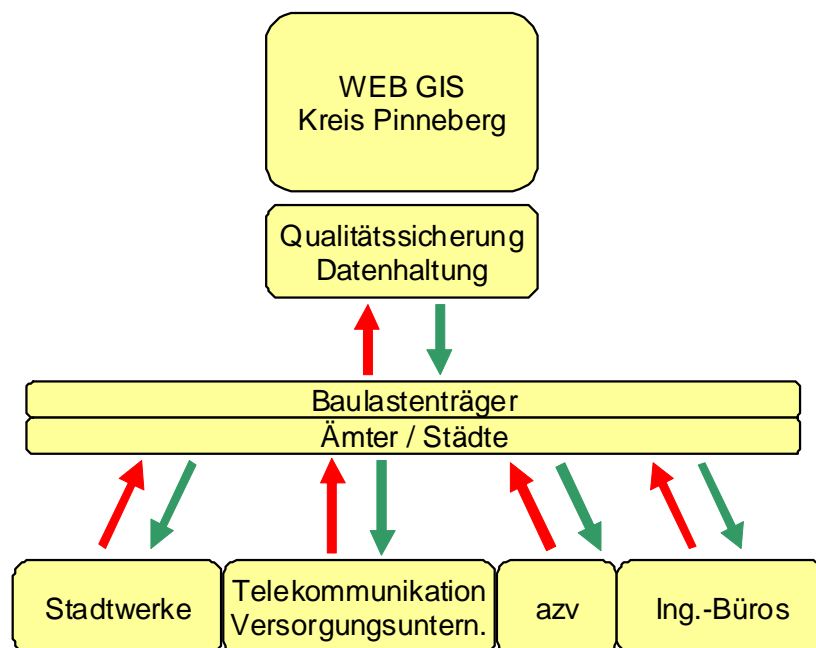 WEB GIS
Kreis Pinneberg
Qualitätssicherung
Datenhaltung
Baulastenträger
Ämter / Städte
Stadtwerke
Telekommunikation
Versorgungsuntern.
azv
Ing.-Büros